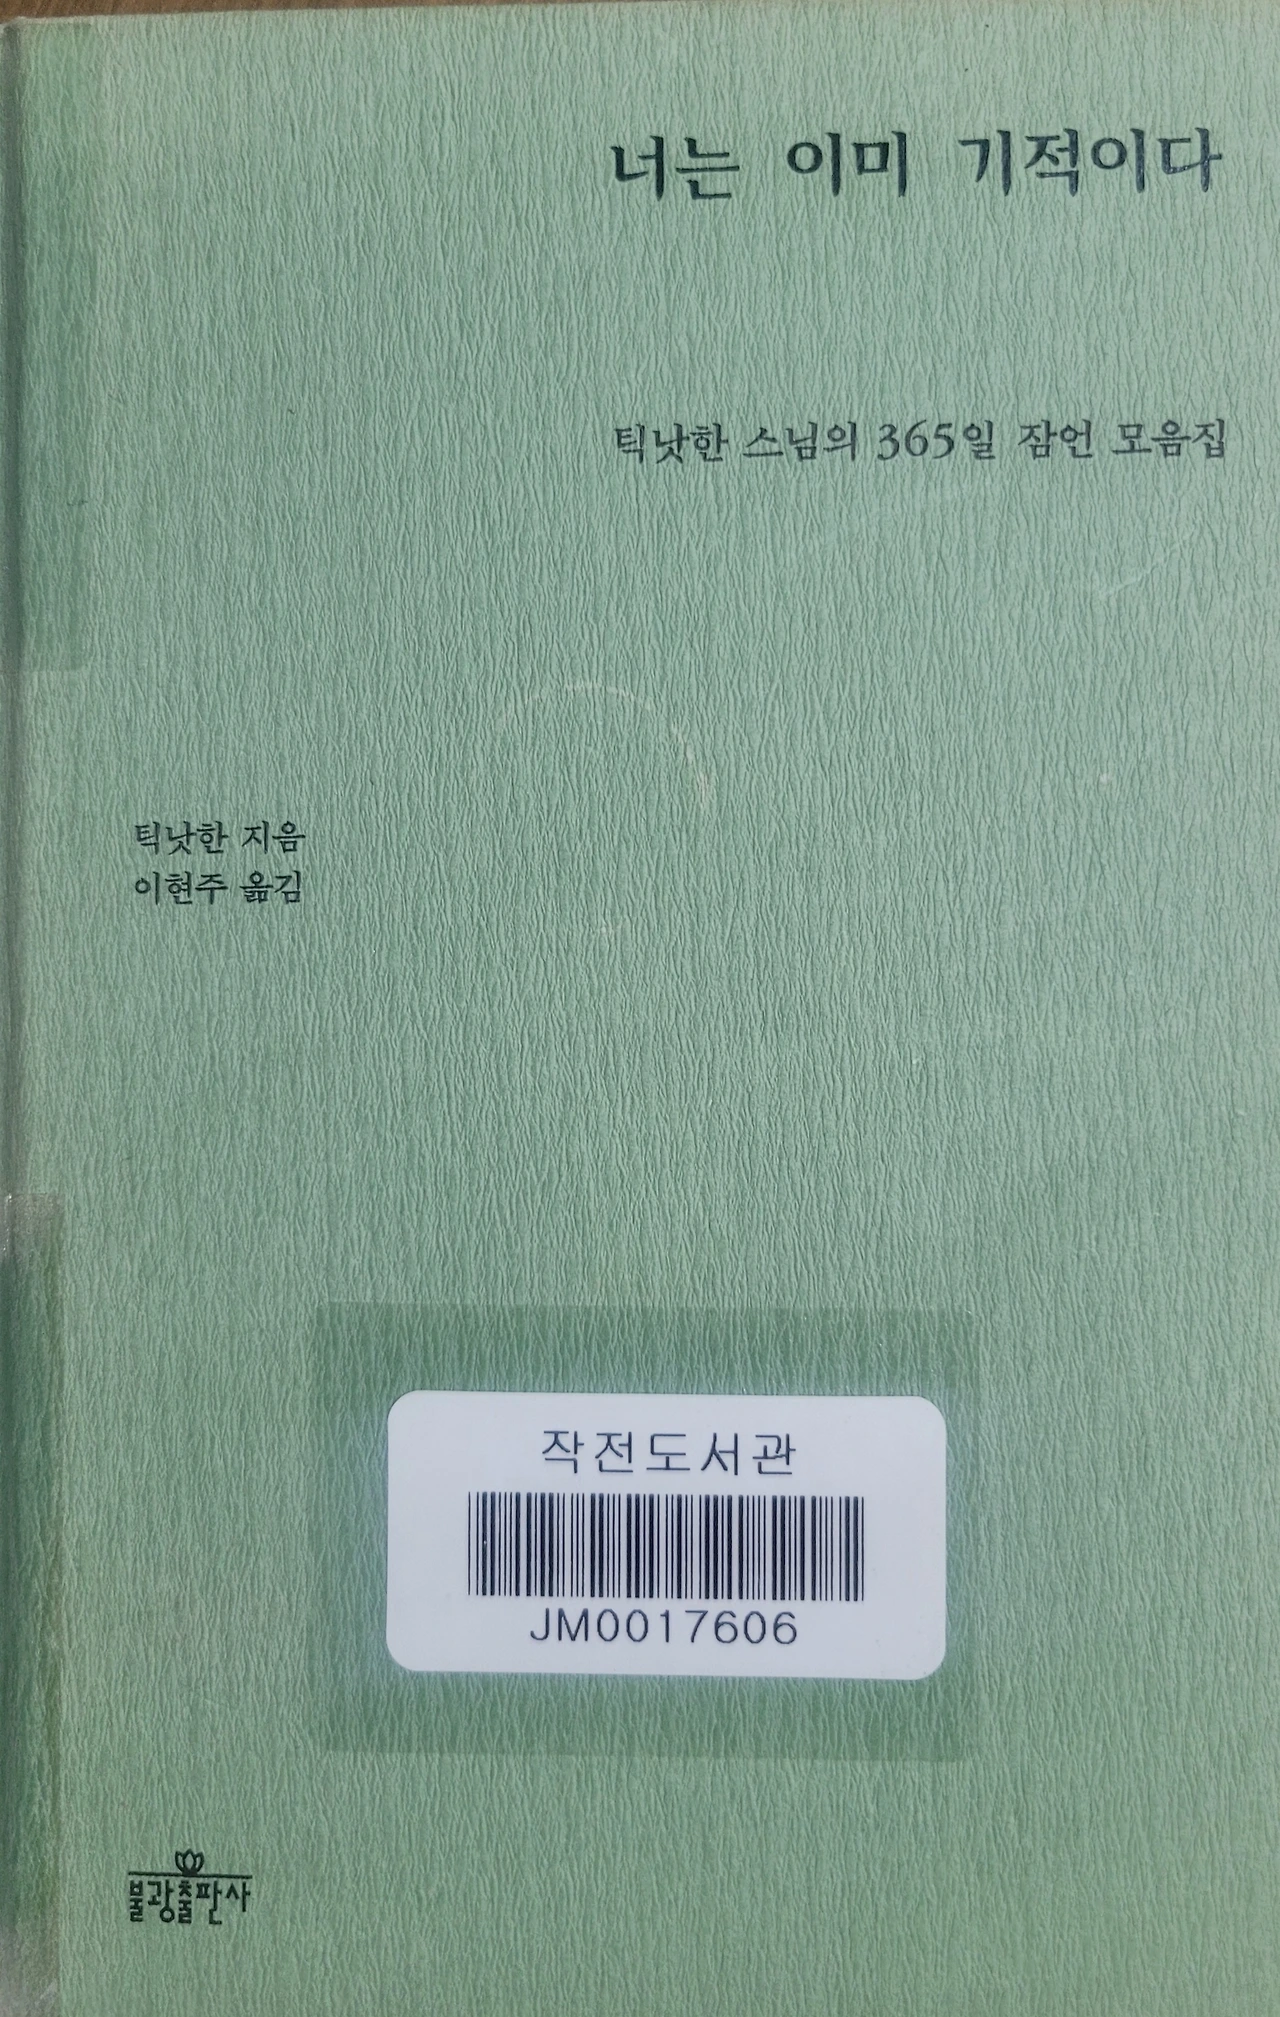 너는 이미 기적이다
틱낫한 스님의 365일 잠언 모음집
틱낫한 지음
이현주 옮김
작전도서관
JM0017606
불광출판사